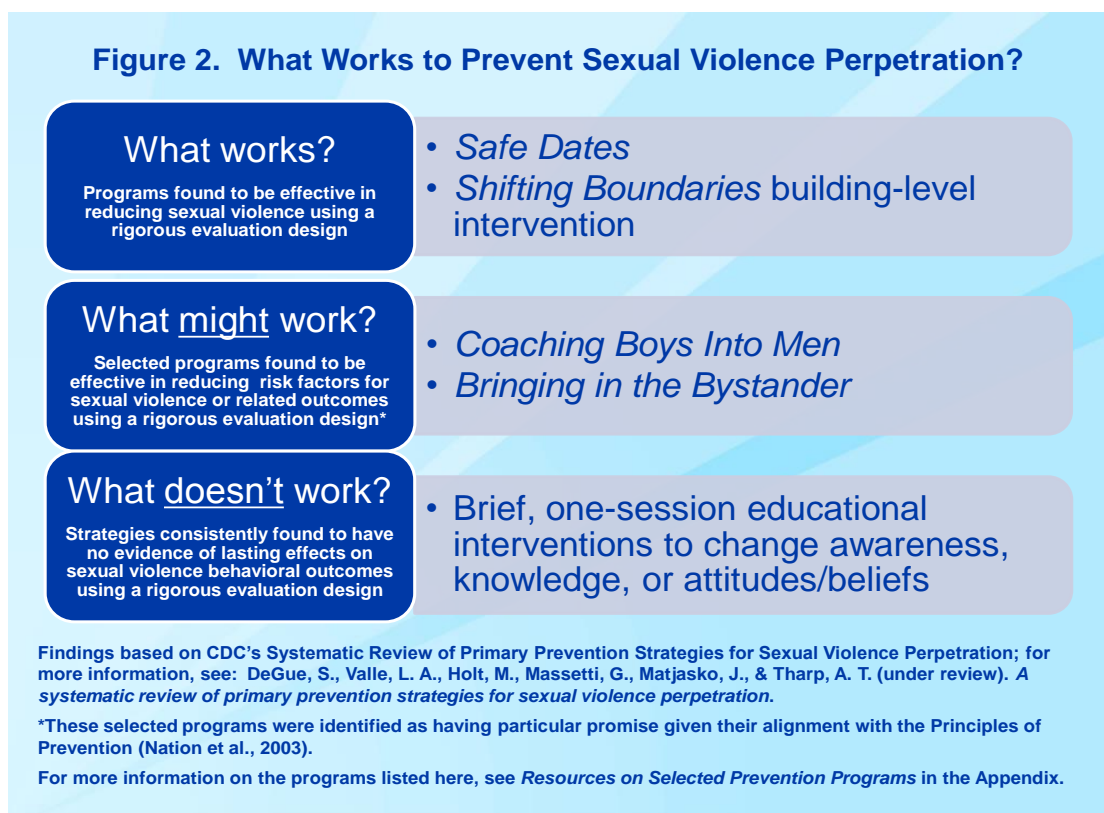 Figure 2.  What Works to Prevent Sexual Violence Perpetration?
What works?
Programs found to be effective in
reducing sexual violence using a
rigorous evaluation design
• Safe Dates
• Shifting Boundaries building-level
intervention
What might work?
Selected programs found to be
effective in reducing  risk factors for
sexual violence or related outcomes
using a rigorous evaluation design*
• Coaching Boys Into Men
• Bringing in the Bystander
What doesn’t work?
Strategies consistently found to have
no evidence of lasting effects on
sexual violence behavioral outcomes
using a rigorous evaluation design
• Brief, one-session educational
interventions to change awareness,
knowledge, or attitudes/beliefs
Findings based on CDC’s Systematic Review of Primary Prevention Strategies for Sexual Violence Perpetration; for
more information, see:  DeGue, S., Valle, L. A., Holt, M., Massetti, G., Matjasko, J., & Tharp, A. T. (under review). A
systematic review of primary prevention strategies for sexual violence perpetration.
*These selected programs were identified as having particular promise given their alignment with the Principles of
Prevention (Nation et al., 2003).
For more information on the programs listed here, see Resources on Selected Prevention Programs in the Appendix.